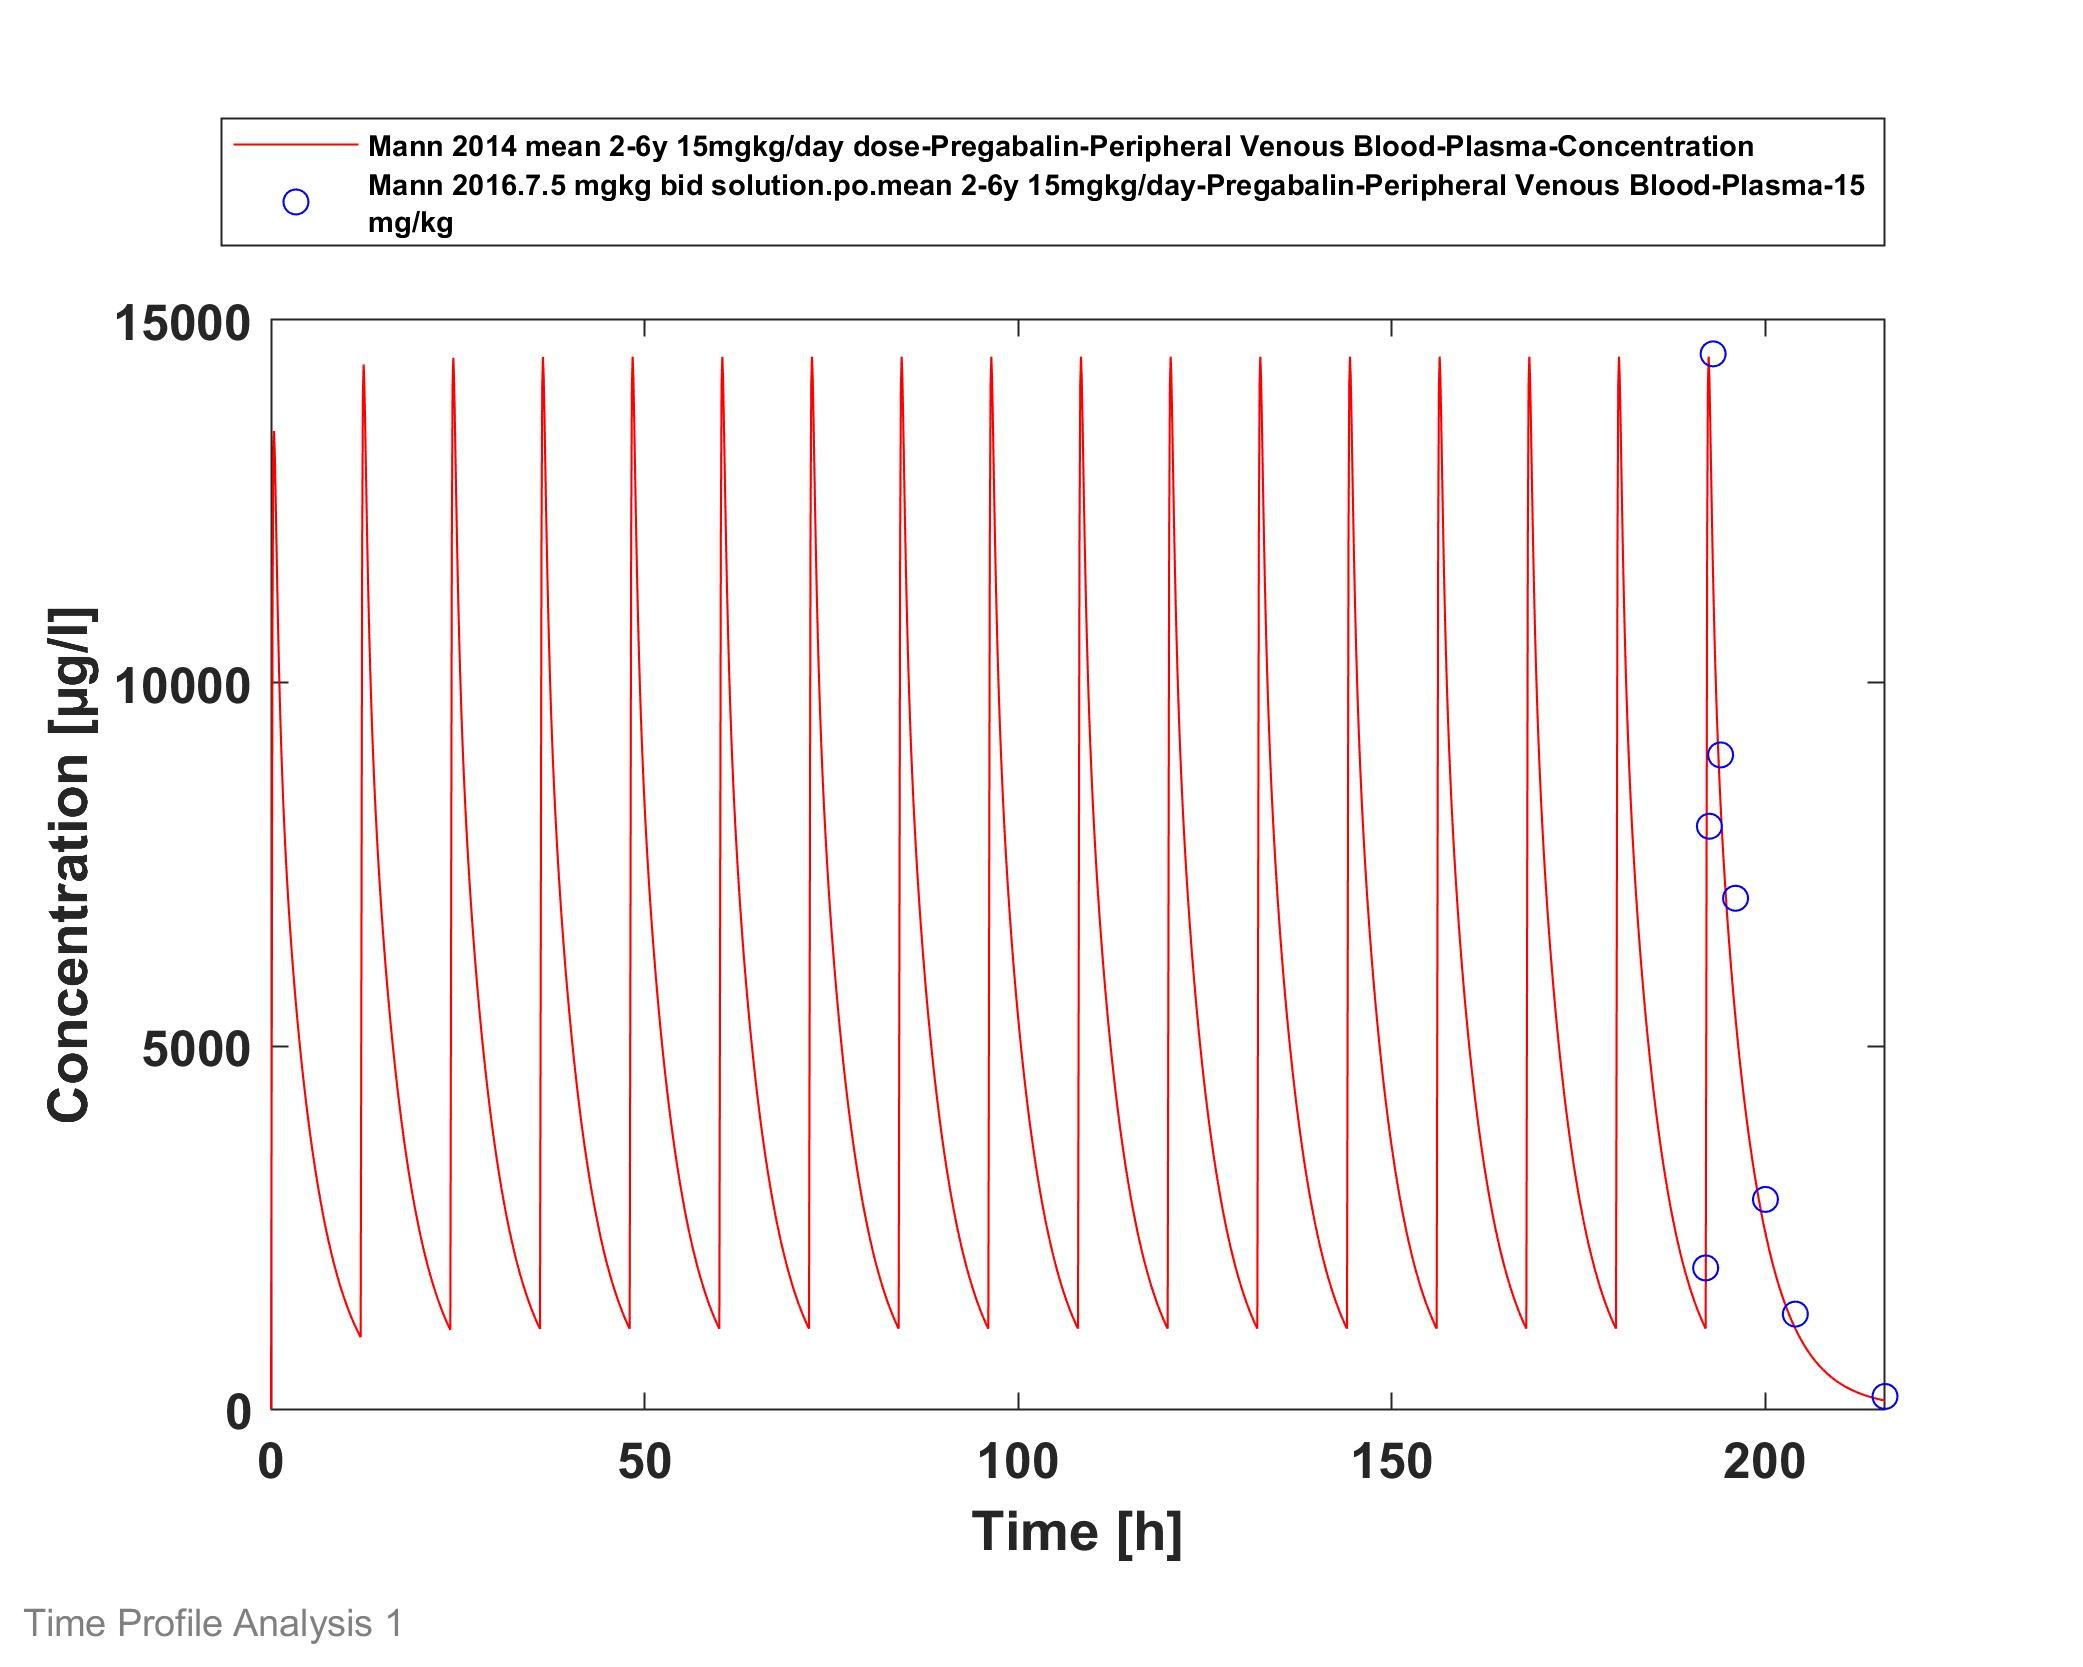 Mann 2014 mean 2-6y 15mgkg/day dose-Pregabalin-Peripheral Venous Blood-Plasma-Concentration
Mann 2016.7.5 mgkg bid solution.po.mean 2-6y 15mgkg/day-Pregabalin-Peripheral Venous Blood-Plasma-15
mg/kg
15000
10000
5000
0
Concentration [µg/l]
0 50 100 150 200
Time [h]
Time Profile Analysis 1